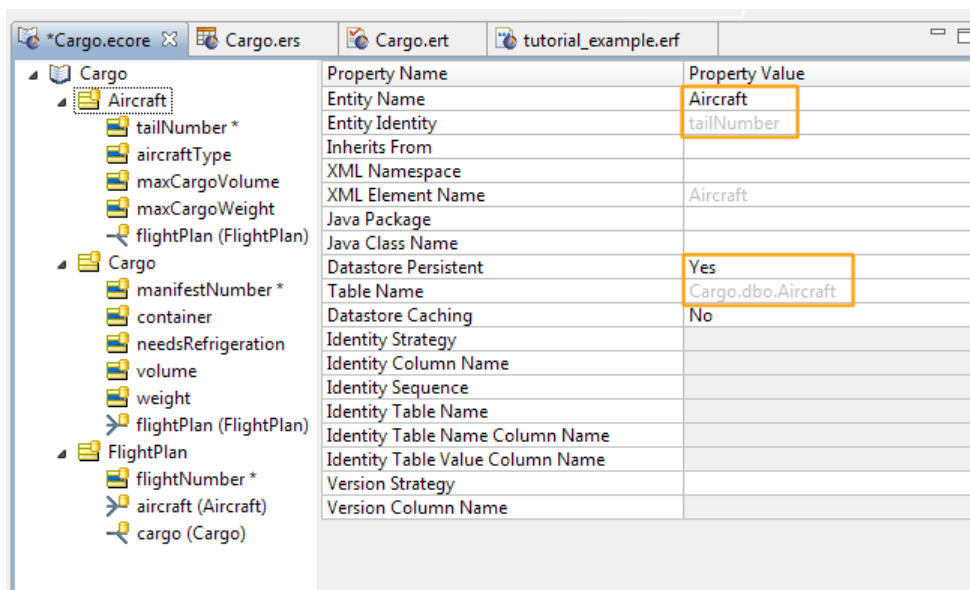 *Cargo.ecore Cargo.ers Cargo.ert tutorial_example.erf
Cargo
Aircraft
tailNumber *
aircraftType
maxCargoVolume
maxCargoWeight
flightPlan (FlightPlan)
Cargo
manifestNumber *
container
needsRefrigeration
volume
weight
flightPlan (FlightPlan)
FlightPlan
flightNumber *
aircraft (Aircraft)
cargo (Cargo)
Property Name Property Value
Entity Name Aircraft
Entity Identity tailNumber
Inherits From
XML Namespace
XML Element Name Aircraft
Java Package
Java Class Name
Datastore Persistent Yes
Table Name Cargo.dbo.Aircraft
Datastore Caching No
Identity Strategy
Identity Column Name
Identity Sequence
Identity Table Name
Identity Table Name Column Name
Identity Table Value Column Name
Version Strategy
Version Column Name